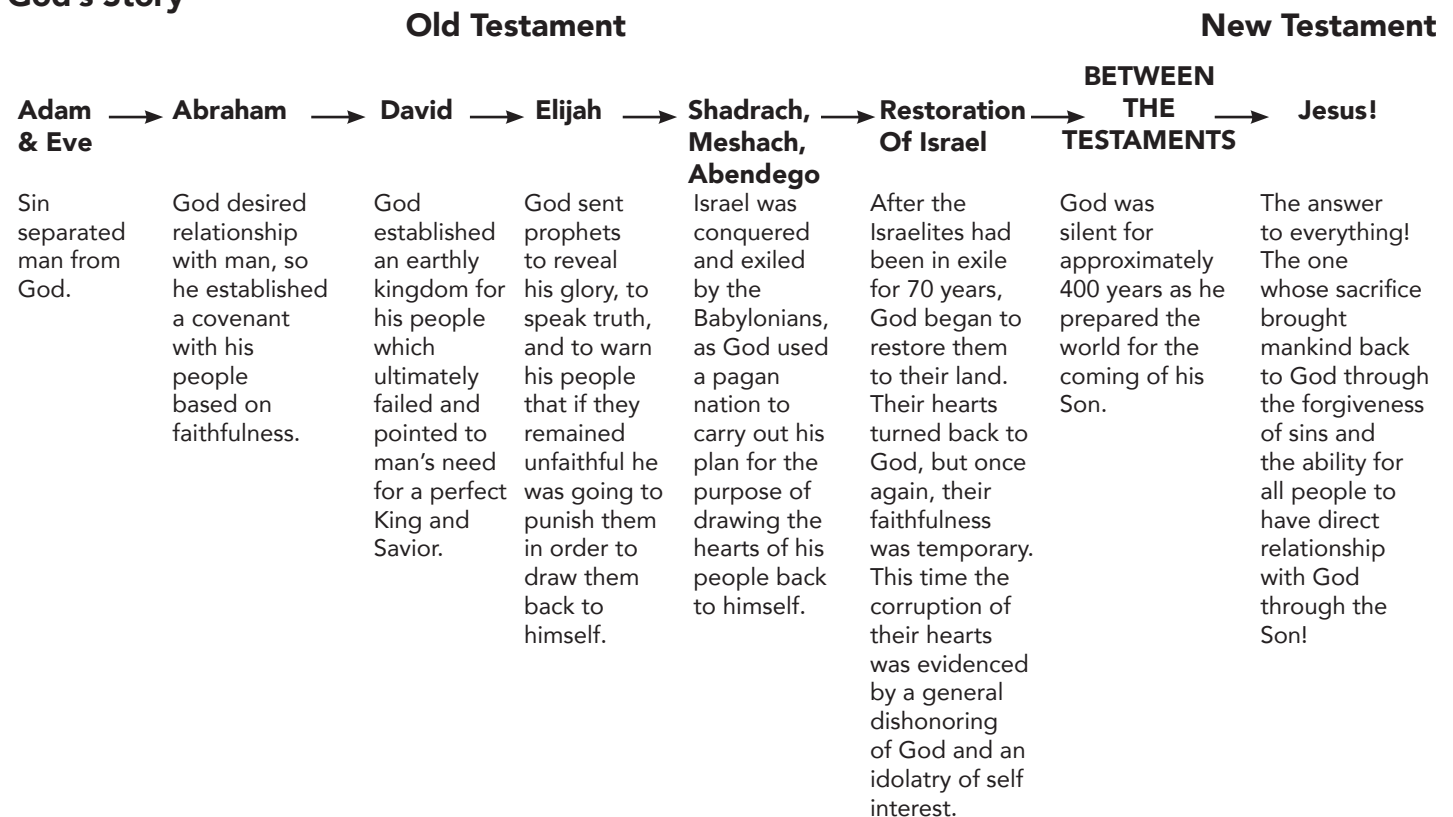 God's Story
Old Testament
New Testament
Adam
& Eve
Sin
separated
man from
God.
Abraham
God desired
relationship
with man, so
he established
a covenant
with his
people
based on
faithfulness.
David
God
established
an earthly
kingdom for
his people
which
ultimately
failed and
pointed to
man's need
for a perfect
King and
Savior.
Elijah
God sent
prophets
to reveal
his glory, to
speak truth,
and to warn
his people
that if they
remained
unfaithful he
was going to
punish them
in order to
draw them
back to
himself.
Shadrach,
Meshach,
Abendego
Israel was
conquered
and exiled
by the
Babylonians,
as God used
a pagan
nation to
carry out his
plan for the
purpose of
drawing the
hearts of his
people back
to himself.
Restoration
Of Israel
After the
Israelites had
been in exile
for 70 years,
God began to
restore them
to their land.
Their hearts
turned back to
God, but once
again, their
faithfulness
was temporary.
This time the
corruption of
their hearts
was evidenced
by a general
dishonoring
of God and an
idolatry of self
interest.
BETWEEN
THE
TESTAMENTS
God was
silent for
approximately
400 years as he
prepared the
world for the
coming of his
Son.
Jesus!
The answer
to everything!
The one
whose sacrifice
brought
mankind back
to God through
the forgiveness
of sins and
the ability for
all people to
have direct
relationship
with God
through the
Son!